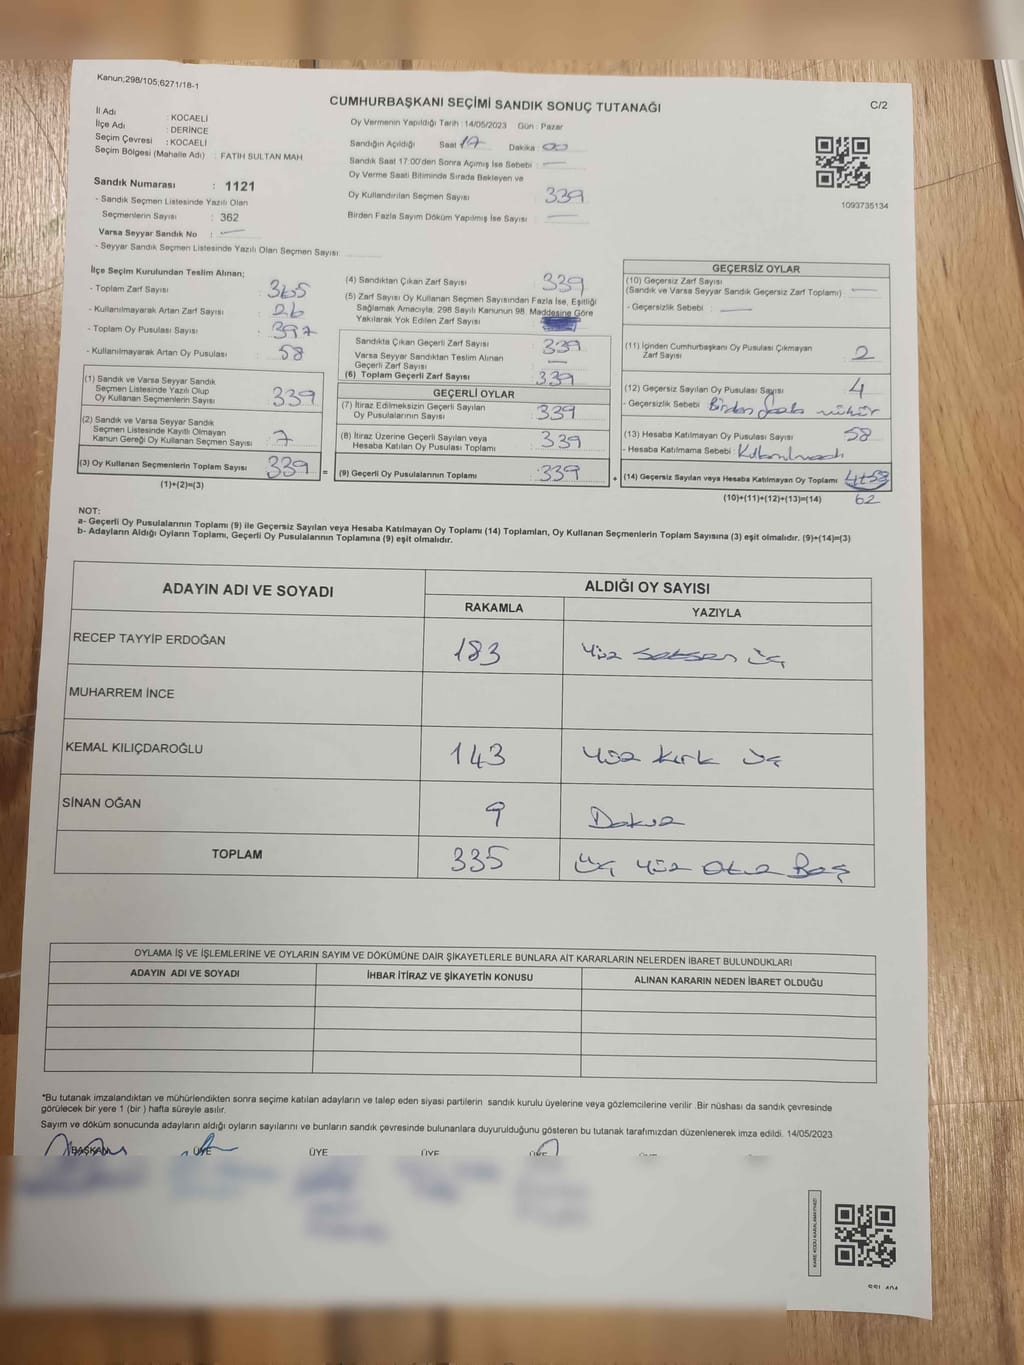 Kanun;298/105;6271/18-1
CUMHURBAŞKANI SEÇİMİ SANDIK SONUÇ TUTANAĞI
C/2
İl Adı : KOCAELİ
İlçe Adı : DERİNCE
Seçim Çevresi : KOCAELİ
Seçim Bölgesi (Mahalle Adı) : FATİH SULTAN MAH.
Sandık Numarası : 1121
- Sandık Seçmen Listesinde Yazılı Olan
Seçmenlerin Sayısı : 362
Varsa Seyyar Sandık No : —
- Seyyar Sandık Seçmen Listesinde Yazılı Olan Seçmen Sayısı
Oy Vermenin Yapıldığı Tarih :14/05/2023 Gün : Pazar
Sandığın Açıldığı Saat 17 Dakika 00
Sandık Saat 17:00'den Sonra Açımış İse Sebebi : —
Oy Verme Saati Bitiminde Sırada Bekleyen ve
Oy Kullandırılan Seçmen Sayısı 339
Birden Fazla Sayım Döküm Yapılmış İse Sayısı —
1093735134
İlçe Seçim Kurulundan Teslim Alınan;
- Toplam Zarf Sayısı : 365
- Kullanılmayarak Artan Zarf Sayısı : 26
- Toplam Oy Pusulası Sayısı : 397
- Kullanılmayarak Artan Oy Pusulası : 58
(1) Sandık ve Varsa Seyyar Sandık
Seçmen Listesinde Yazılı Olup
Oy Kullanan Seçmenlerin Sayısı : 339
(2) Sandık ve Varsa Seyyar Sandık
Seçmen Listesinde Kayıtlı Olmayan
Kanun Gereği Oy Kullanan Seçmen Sayısı : 7
(3) Oy Kullanan Seçmenlerin Toplam Sayısı 339 =
(1)+(2)=(3)
(4) Sandıktan Çıkan Zarf Sayısı 339
(5) Zarf Sayısı Oy Kullanan Seçmen Sayısından Fazla İse, Eşitliği
Sağlamak Amacıyla, 298 Sayılı Kanunun 98. Maddesine Göre
Yakılarak Yok Edilen Zarf Sayısı
Sandıkta Çıkan Geçerli Zarf Sayısı 339
Varsa Seyyar Sandıktan Teslim Alınan
Geçerli Zarf Sayısı —
(6) Toplam Geçerli Zarf Sayısı 339
GEÇERLİ OYLAR
(7) İtiraz Edilmeksizin Geçerli Sayılan
Oy Pusulalarının Sayısı : 339
(8) İtiraz Üzerine Geçerli Sayılan veya
Hesaba Katılan Oy Pusulası Toplamı : 339
(9) Geçerli Oy Pusulalarının Toplamı : 339 +
GEÇERSİZ OYLAR
(10) Geçersiz Zarf Sayısı
(Sandık ve Varsa Seyyar Sandık Geçersiz Zarf Toplamı) —
- Geçersizlik Sebebi : —
(11) İçinden Cumhurbaşkanı Oy Pusulası Çıkmayan
Zarf Sayısı 2
(12) Geçersiz Sayılan Oy Pusulası Sayısı 4
- Geçersizlik Sebebi Birden fazla mühür
(13) Hesaba Katılmayan Oy Pusulası Sayısı 58
- Hesaba Katılmama Sebebi :
(14) Geçersiz Sayılan veya Hesaba Katılmayan Oy Toplamı
(10)+(11)+(12)+(13)=(14) 62
NOT:
a- Geçerli Oy Pusulalarının Toplamı (9) ile Geçersiz Sayılan veya Hesaba Katılmayan Oy Toplamı (14) Toplamları, Oy Kullanan Seçmenlerin Toplam Sayısına (3) eşit olmalıdır. (9)+(14)=(3)
b- Adayların Aldığı Oyların Toplamı, Geçerli Oy Pusulalarının Toplamına (9) eşit olmalıdır.
ADAYIN ADI VE SOYADI
ALDIĞI OY SAYISI
RAKAMLA YAZIYLA
RECEP TAYYİP ERDOĞAN 183 Yüz seksen üç
MUHARREM İNCE
KEMAL KILIÇDAROĞLU 143 Yüz kırk üç
SİNAN OĞAN 9 Dokuz
TOPLAM 335 Üç yüz otuz Beş
OYLAMA İŞ VE İŞLEMLERİNE VE OYLARIN SAYIM VE DÖKÜMÜNE DAİR ŞİKAYETLERLE BUNLARA AİT KARARLARIN NELERDEN İBARET BULUNDUKLARI
ADAYIN ADI VE SOYADI İHBAR İTİRAZ VE ŞİKAYETİN KONUSU ALINAN KARARIN NEDEN İBARET OLDUĞU
*Bu tutanak imzalandıktan ve mühürlendikten sonra seçime katılan adayların ve talep eden siyasi partilerin sandık kurulu üyelerine veya gözlemcilerine verilir .Bir nüshası da sandık çevresinde
görülecek bir yere 1 (bir ) hafta süreyle asılır.
Sayım ve döküm sonucunda adayların aldığı oyların sayılarını ve bunların sandık çevresinde bulunanlara duyurulduğunu gösteren bu tutanak tarafımızdan düzenlenerek imza edildi. 14/05/2023
BAŞKAN ÜYE ÜYE ÜYE ÜYE